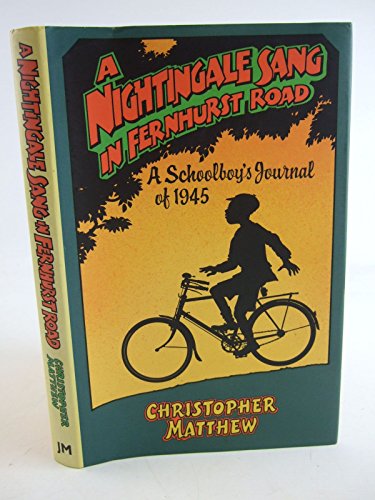 A
NIGHTINGALE SANG
IN FERNHURST ROAD
A Schoolboy's Journal
of 1945
CHRISTOPHER
MATTHEW
A NIGHTINGALE SANG IN FERNHURST ROAD
CHRISTOPHER
MATTHEW
JM